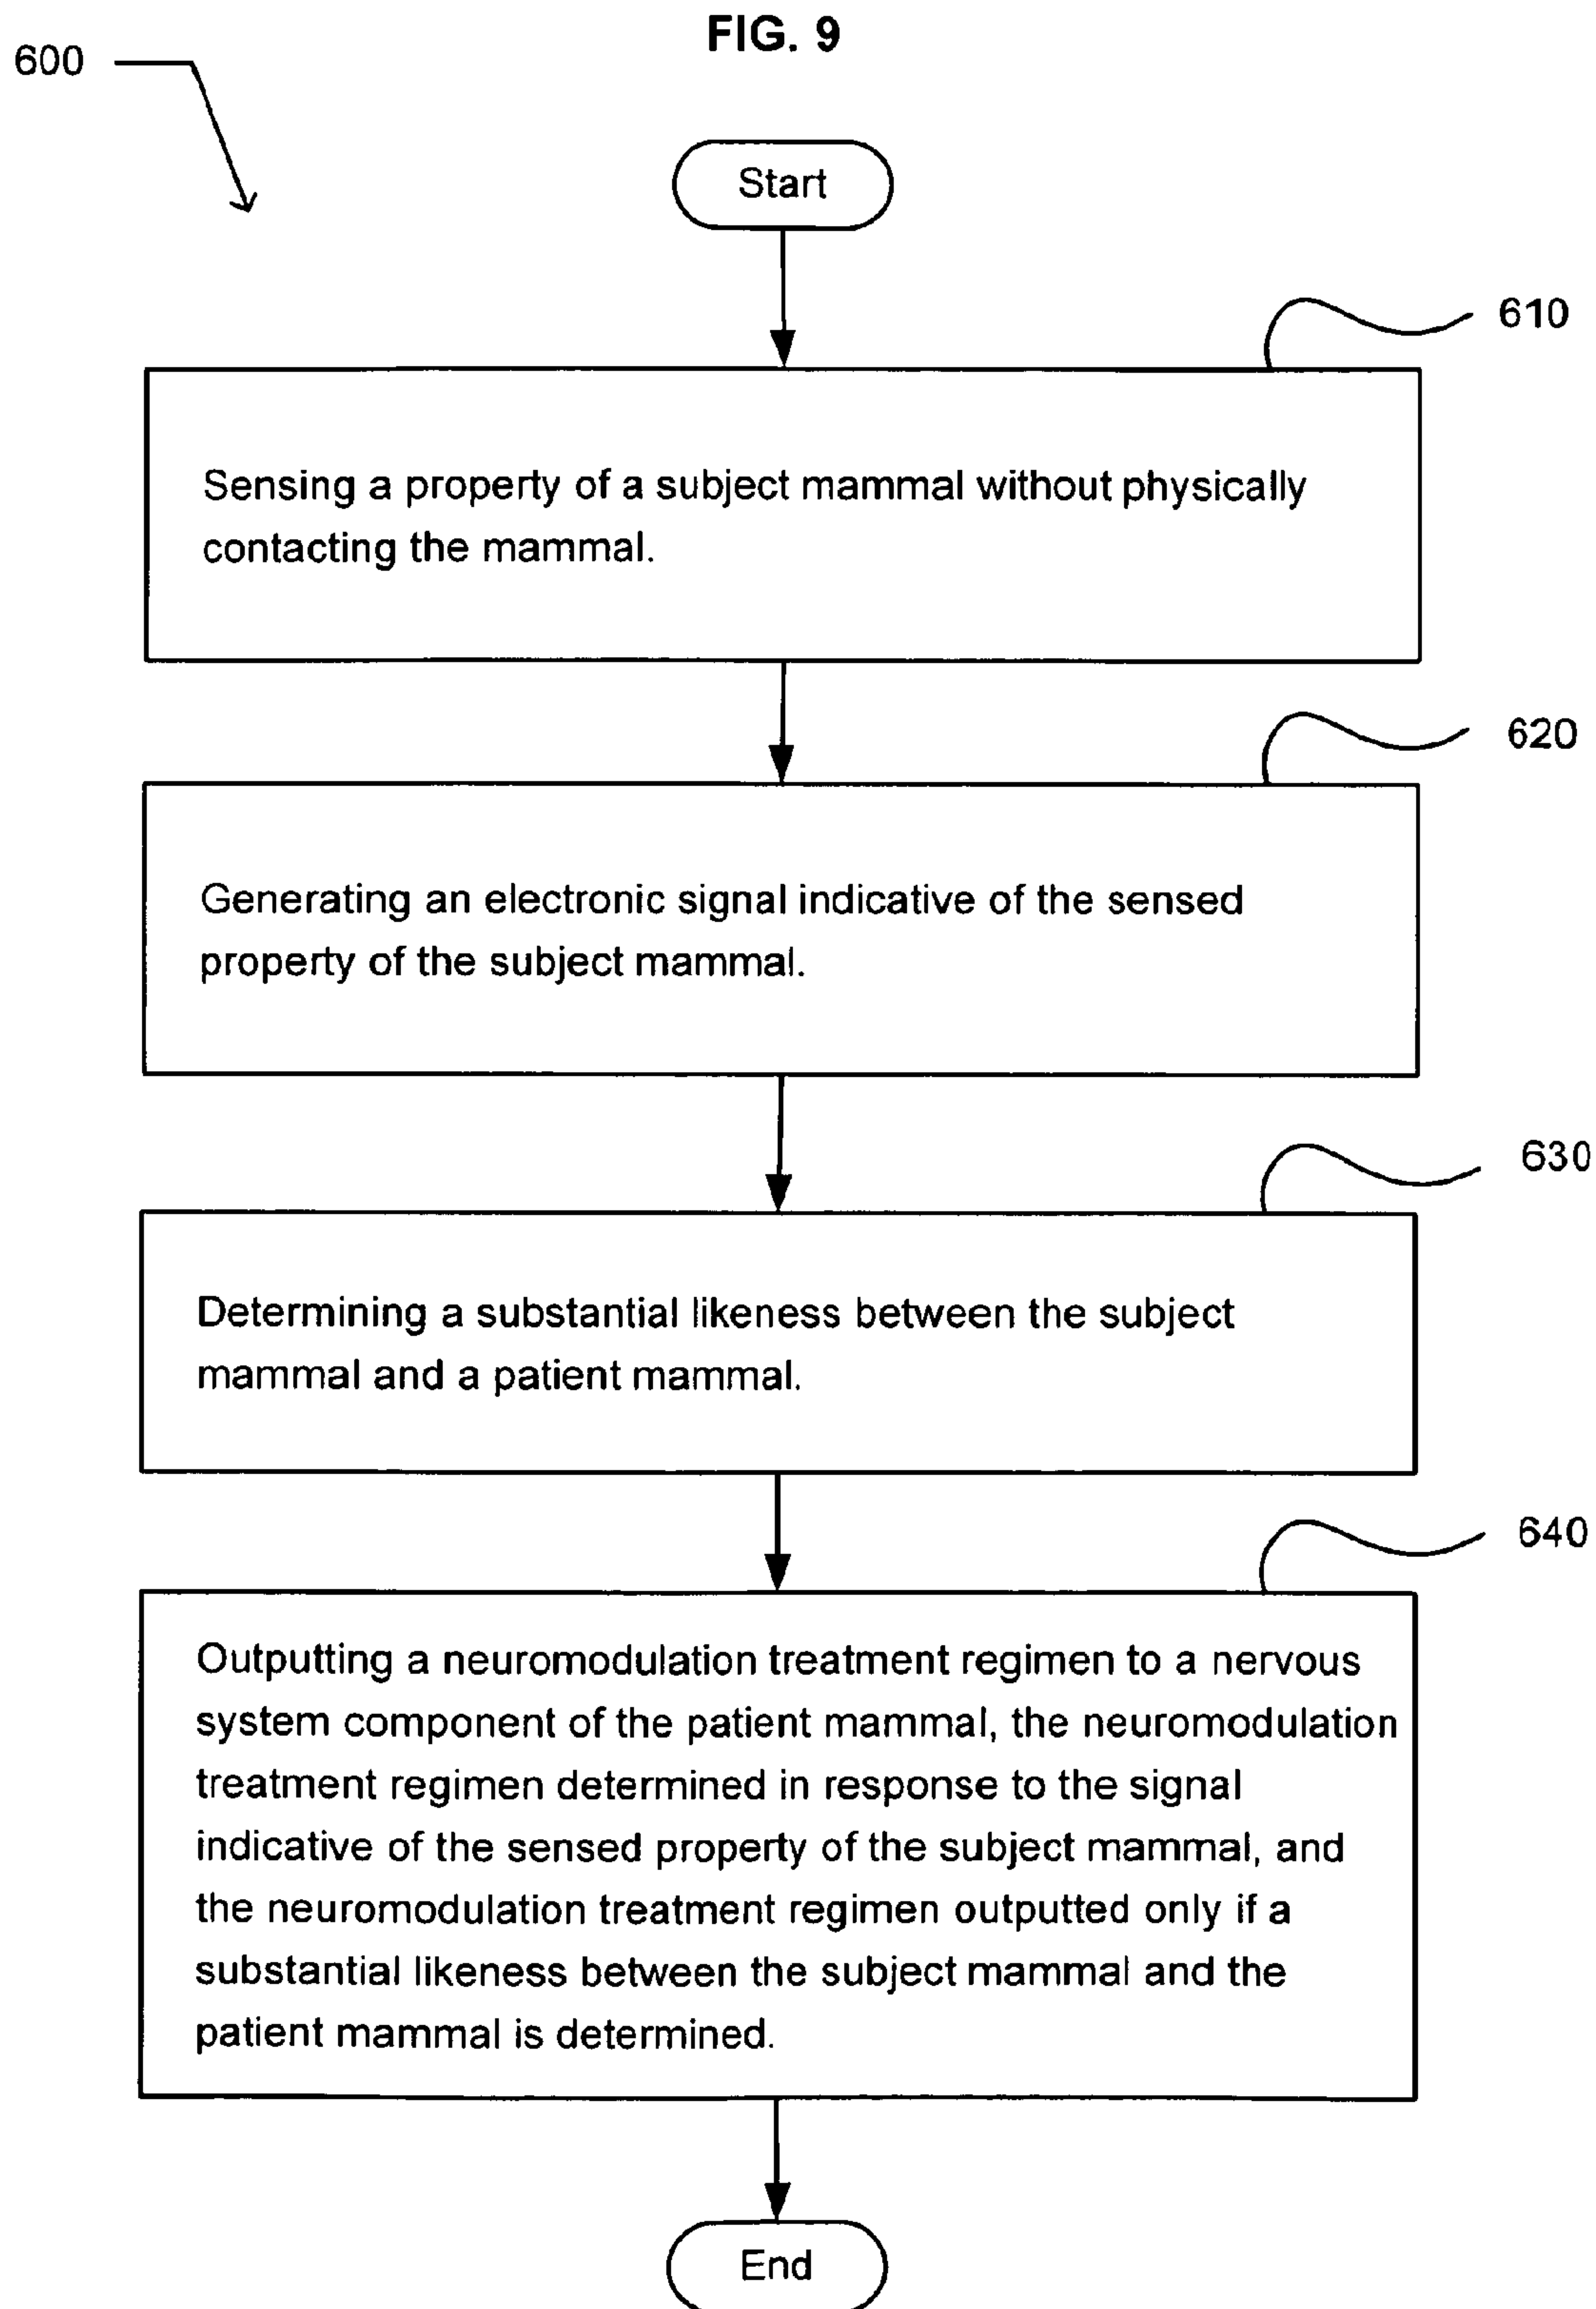 FIG. 9
600
Start
610
Sensing a property of a subject mammal without physically
contacting the mammal.
620
Generating an electronic signal indicative of the sensed
property of the subject mammal.
630
Determining a substantial likeness between the subject
mammal and a patient mammal.
640
Outputting a neuromodulation treatment regimen to a nervous
system component of the patient mammal, the neuromodulation
treatment regimen determined in response to the signal
indicative of the sensed property of the subject mammal, and
the neuromodulation treatment regimen outputted only if a
substantial likeness between the subject mammal and the
patient mammal is determined.
End